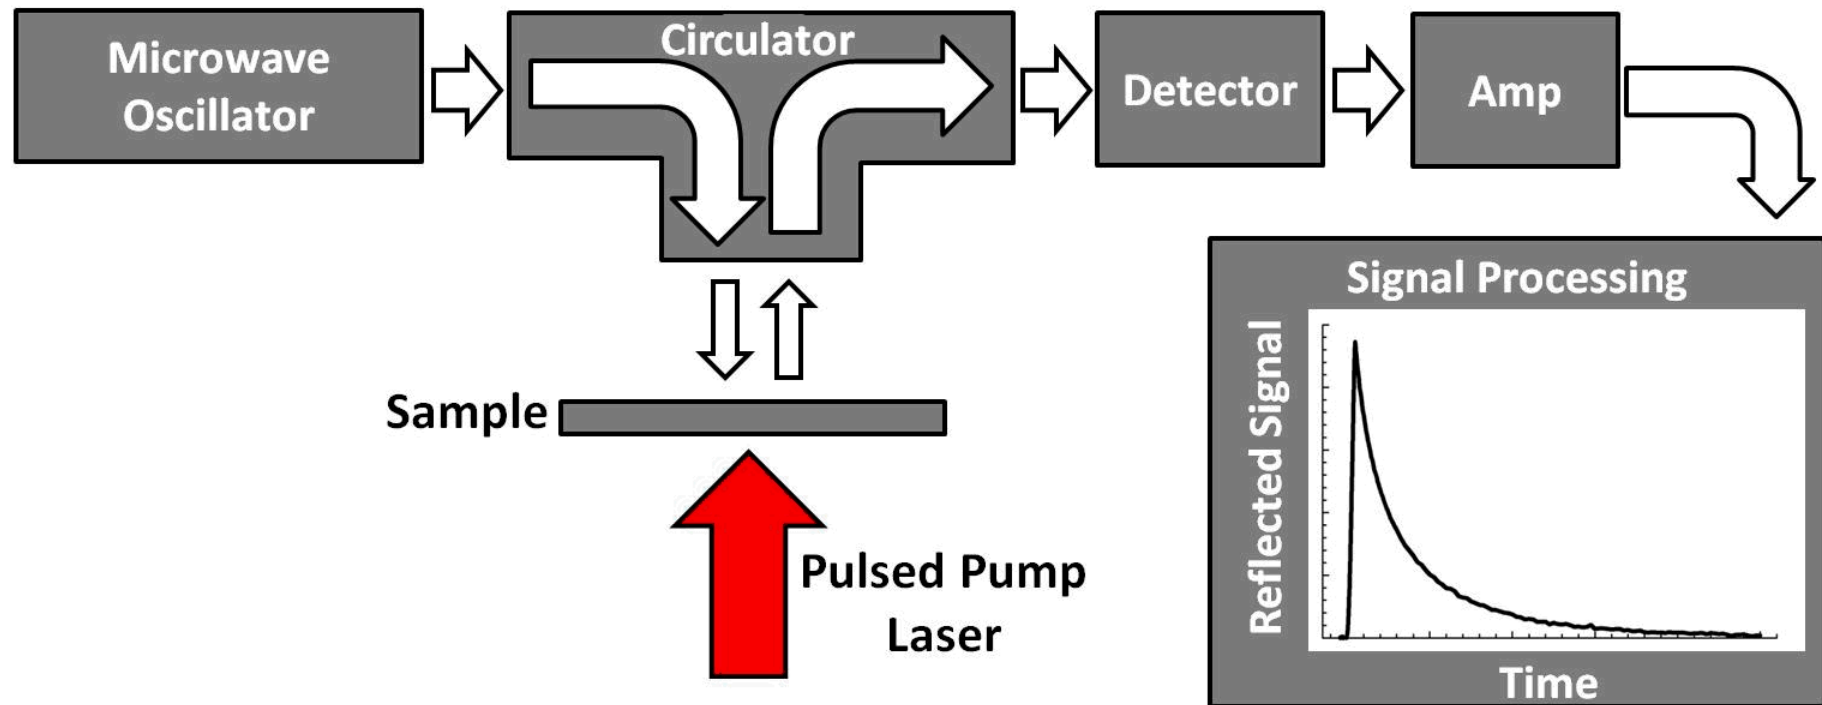 Microwave
Oscillator
Circulator
Detector
Amp
Sample
Pulsed Pump
Laser
Signal Processing
Reflected Signal
Time